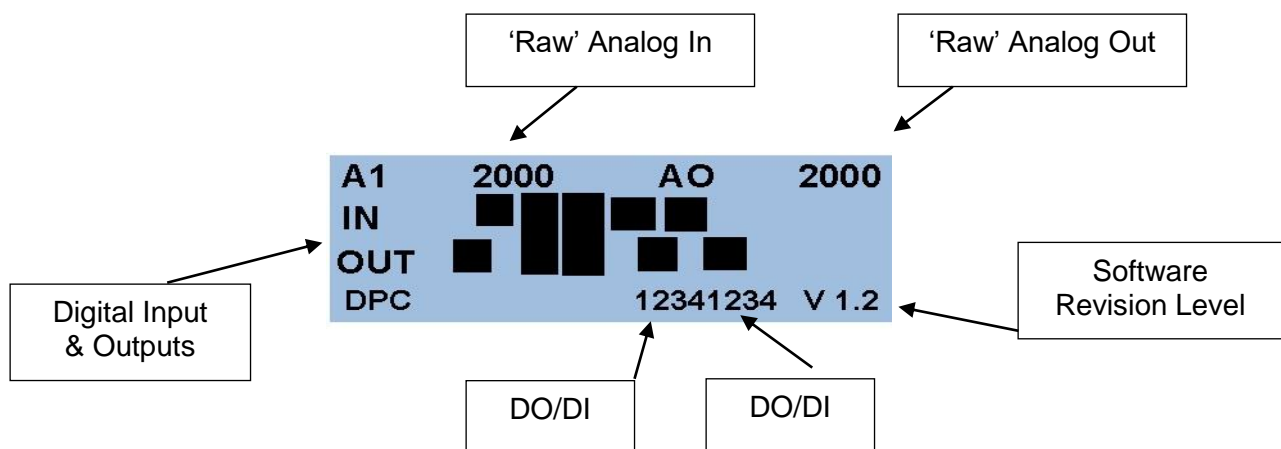 ‘Raw’ Analog In
‘Raw’ Analog Out
A1 2000 AO 2000
IN
OUT
DPC 12341234 V 1.2
Digital Input
& Outputs
Software
Revision Level
DO/DI
DO/DI